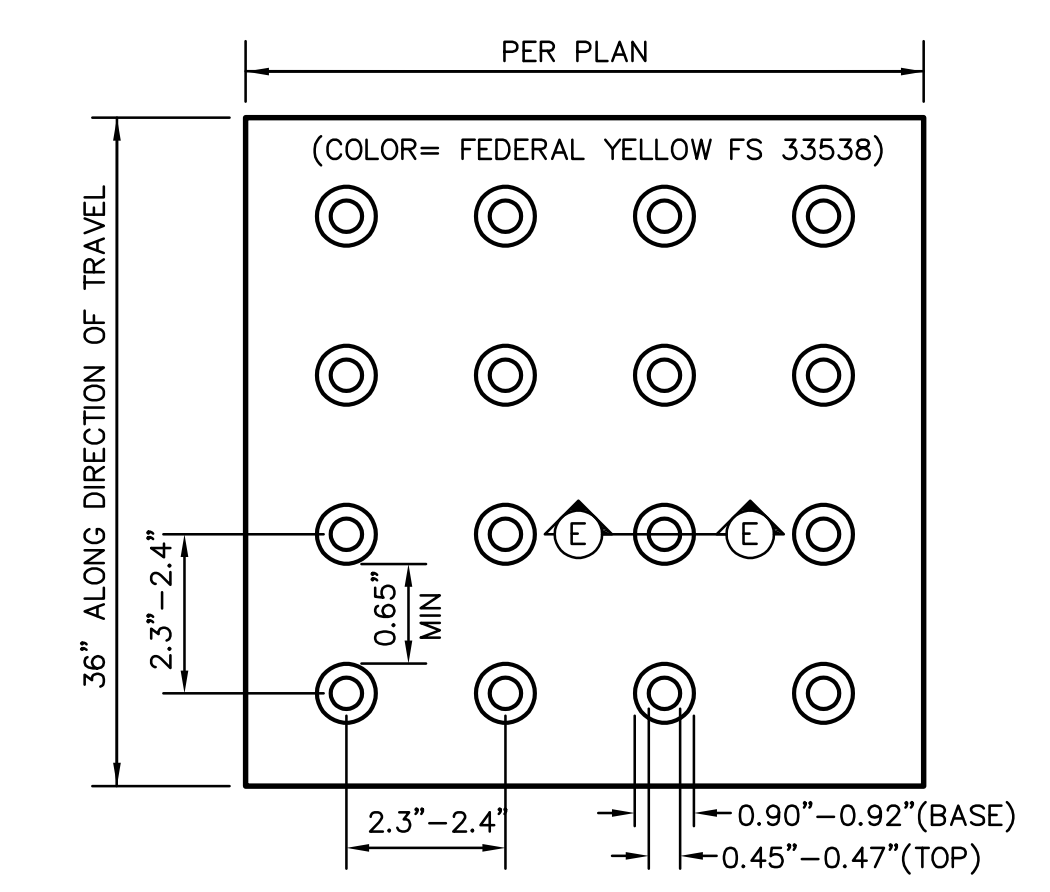 PER PLAN
(COLOR= FEDERAL YELLOW FS 33538)
36” ALONG DIRECTION OF TRAVEL
E E
2.3”–2.4”
0.65”
MIN
2.3”–2.4”
0.90”–0.92”(BASE)
0.45”–0.47”(TOP)